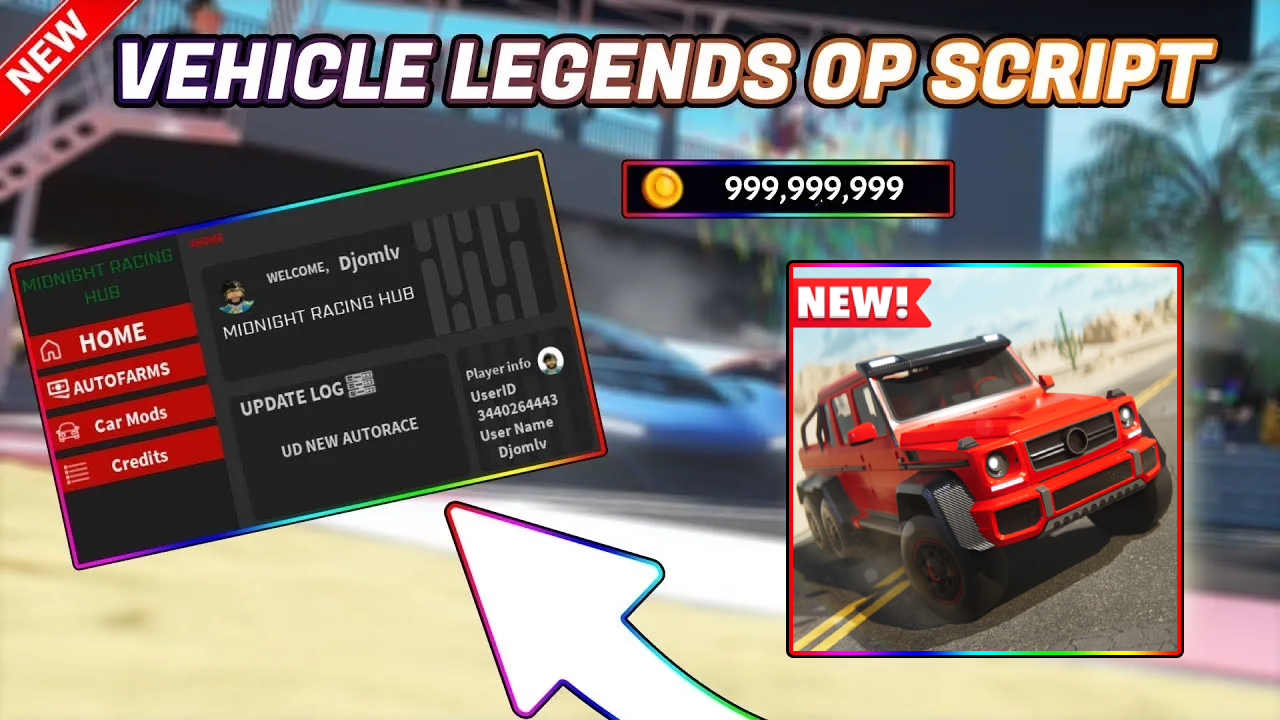 NEW
VEHICLE LEGENDS OP SCRIPT
999,999,999
MIDNIGHT RACING
HUB
HOME
AUTOFARMS
Car Mods
Credits
#HOME
WELCOME, Djomlv
MIDNIGHT RACING HUB
UPDATE LOG
UD NEW AUTORACE
Player info
UserID
3440264443
User Name
Djomlv
NEW!